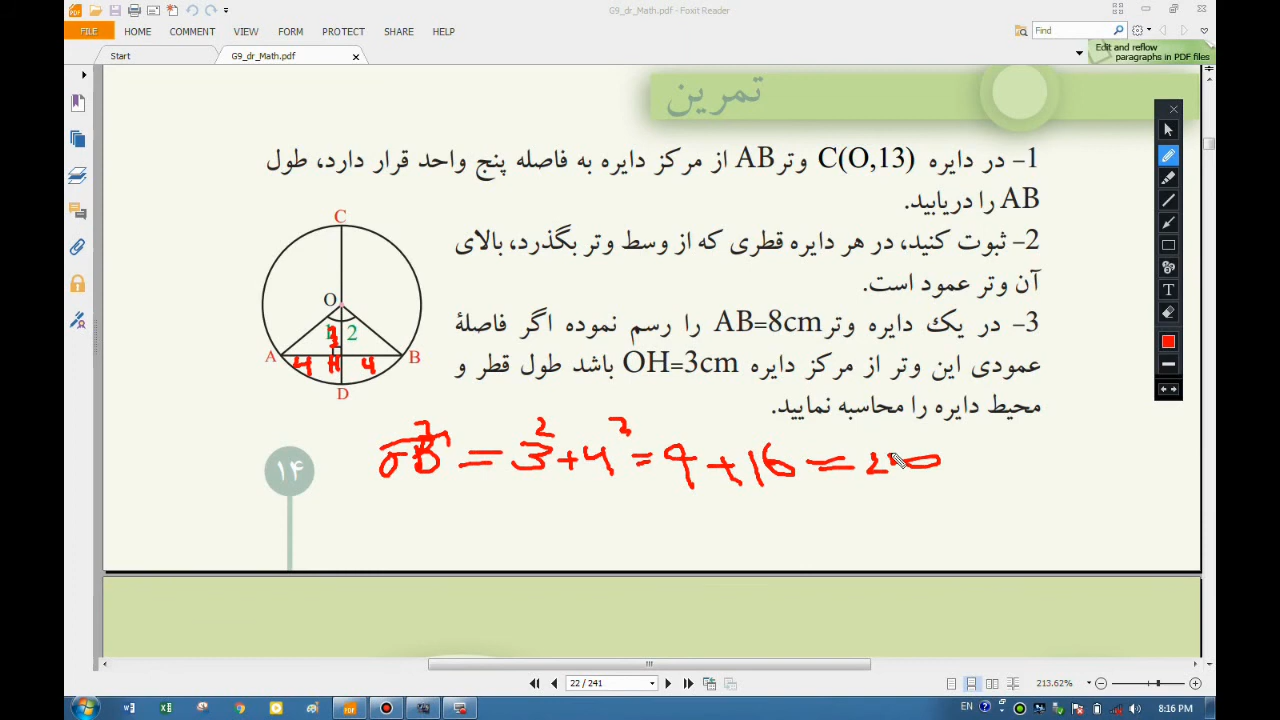 G9_dr_Math.pdf - Foxit Reader
FILE HOME COMMENT VIEW FORM PROTECT SHARE HELP
Find
Start G9_dr_Math.pdf
Edit and reflow
paragraphs in PDF files
تمرین
1- در دایره C(O,13) وتر AB از مرکز دایره به فاصله پنج واحد قرار دارد، طول
AB را دریابید.
2- ثبوت کنید، در هر دایره قطری که از وسط وتر بگذرد، بالای
آن وتر عمود است.
3- در یک دایره وتر AB=8cm را رسم نموده اگر فاصلۀ
عمودی این وتر از مرکز دایره OH=3cm باشد طول قطر و
محیط دایره را محاسبه نمایید.
C
O
1 2
3
A 4 H 4 B
D
OB² = 3² + 4² = 9 + 16 = 2
۱۴
22 / 241
213.62%
EN 8:16 PM